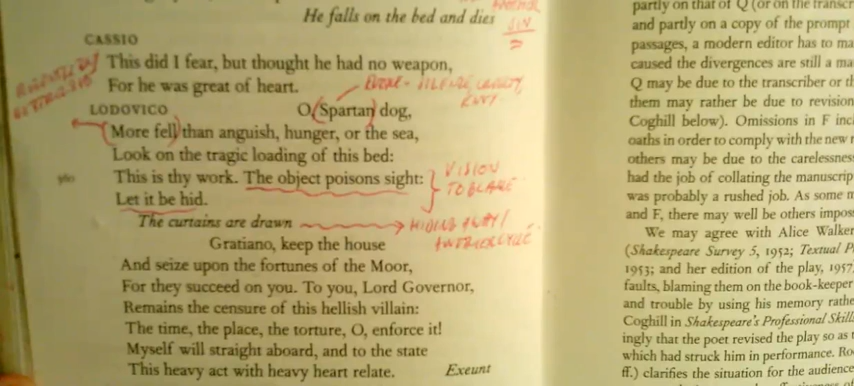 He falls on the bed and dies
SIN
CASSIO
This did I fear, but thought he had no weapon,
For he was great of heart.
LODOVICO O, Spartan dog,
More fell than anguish, hunger, or the sea,
Look on the tragic loading of this bed:
360 This is thy work. The object poisons sight:
Let it be hid.
VISION
TO BLAME
The curtains are drawn
HIDING AWAY/
Gratiano, keep the house
And seize upon the fortunes of the Moor,
For they succeed on you. To you, Lord Governor,
Remains the censure of this hellish villain:
The time, the place, the torture, O, enforce it!
Myself will straight aboard, and to the state
This heavy act with heavy heart relate. Exeunt
partly on that of Q (or on the transcr
and partly on a copy of the prompt
passages, a modern editor has to ma
caused the divergences are still a ma
Q may be due to the transcriber or th
them may rather be due to revision
Coghill below). Omissions in F incl
oaths in order to comply with the new r
others may be due to the carelessness
had the job of collating the manuscrip
was probably a rushed job. As some m
and F, there may well be others impos
We may agree with Alice Walker
(Shakespeare Survey 5, 1952; Textual P
1953; and her edition of the play, 1957
faults, blaming them on the book-keeper
and trouble by using his memory rathe
Coghill in Shakespeare's Professional Skill
ingly that the poet revised the play so as t
which had struck him in performance. Ro
ff.) clarifies the situation for the audience